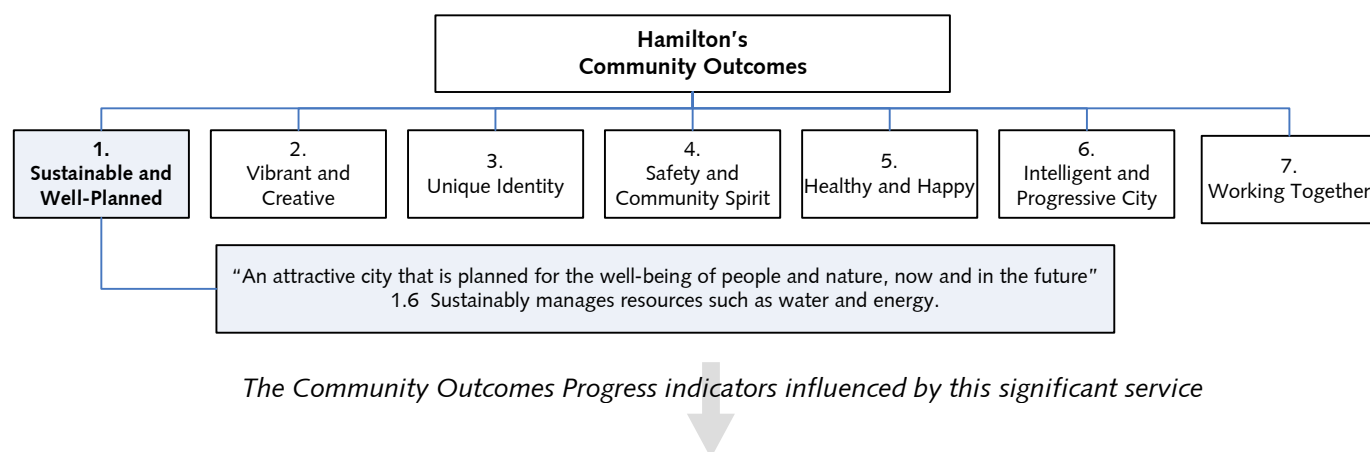 Hamilton's
Community Outcomes
1.
Sustainable and
Well-Planned
2.
Vibrant and
Creative
3.
Unique Identity
4.
Safety and
Community Spirit
5.
Healthy and Happy
6.
Intelligent and
Progressive City
7.
Working Together
“An attractive city that is planned for the well-being of people and nature, now and in the future”
1.6 Sustainably manages resources such as water and energy.
The Community Outcomes Progress indicators influenced by this significant service